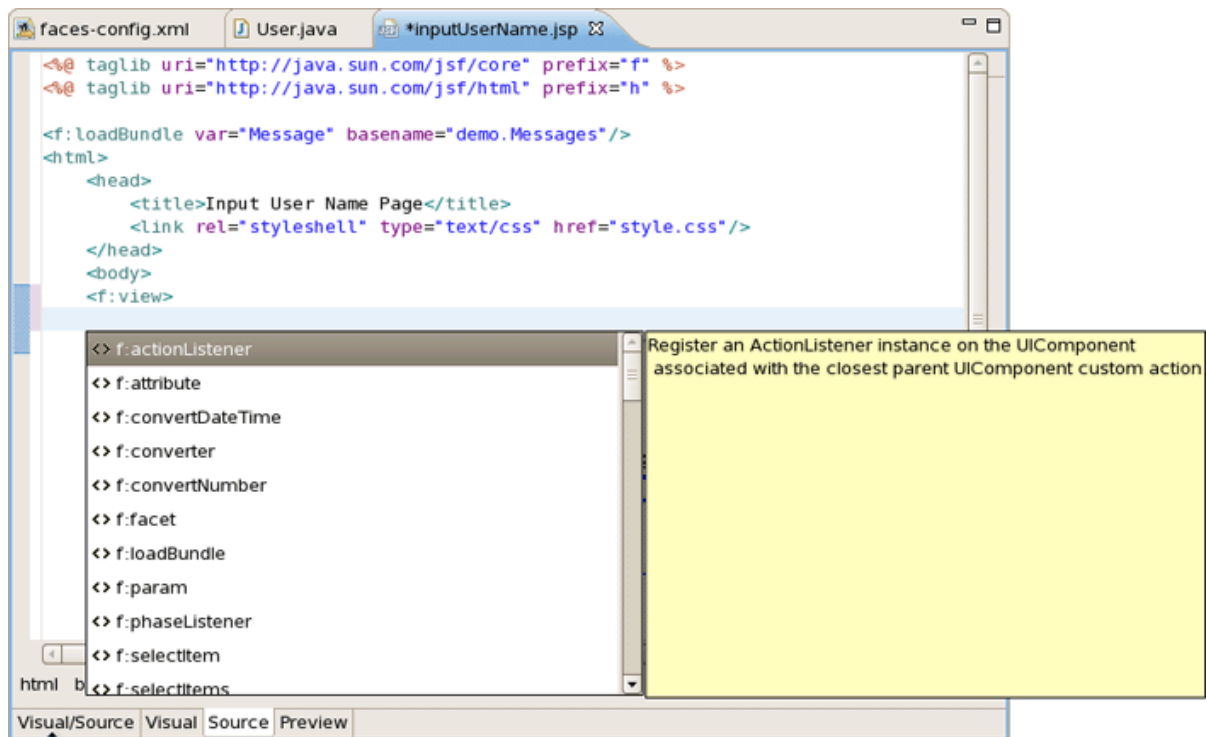 faces-config.xml User.java *inputUserName.jsp
<%@ taglib uri="http://java.sun.com/jsf/core" prefix="f" %>
<%@ taglib uri="http://java.sun.com/jsf/html" prefix="h" %>
<f:loadBundle var="Message" basename="demo.Messages"/>
<html>
<head>
<title>Input User Name Page</title>
<link rel="styleshell" type="text/css" href="style.css"/>
</head>
<body>
<f:view>
f:actionListener
f:attribute
f:convertDateTime
f:converter
f:convertNumber
f:facet
f:loadBundle
f:param
f:phaseListener
f:selectItem
f:selectItems
Register an ActionListener instance on the UIComponent
associated with the closest parent UIComponent custom action
html
Visual/Source Visual Source Preview